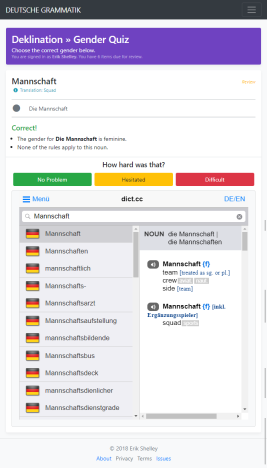 DEUTSCHE GRAMMATIK
Deklination » Gender Quiz
Choose the correct gender below.
You are signed in as Erik Shelley. You have 6 items due for review.
Mannschaft
Review
Translation: Squad
Die Mannschaft
Correct!
The gender for Die Mannschaft is feminine.
None of the rules apply to this noun.
How hard was that?
No Problem
Hesitated
Difficult
Menü
dict.cc
DE/EN
Mannschaft
Mannschaft
Mannschaften
mannschaftlich
Mannschafts-
Mannschaftsarzt
Mannschaftsaufstellung
mannschaftsbildende
Mannschaftsbus
Mannschaftsdeck
mannschaftsdienlicher
Mannschaftsdienstgrade
NOUN die Mannschaft |
die Mannschaften
Mannschaft {f}
team [treated as sg. or pl.]
crew
side [team]
Mannschaft {f} [inkl.
Ergänzungsspieler]
squad sports
© 2018 Erik Shelley
About Privacy Terms Issues